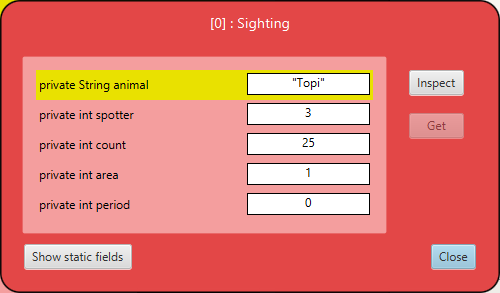 [0] : Sighting
private String animal "Topi"
Inspect
private int spotter 3
private int count 25
Get
private int area 1
private int period 0
Show static fields
Close